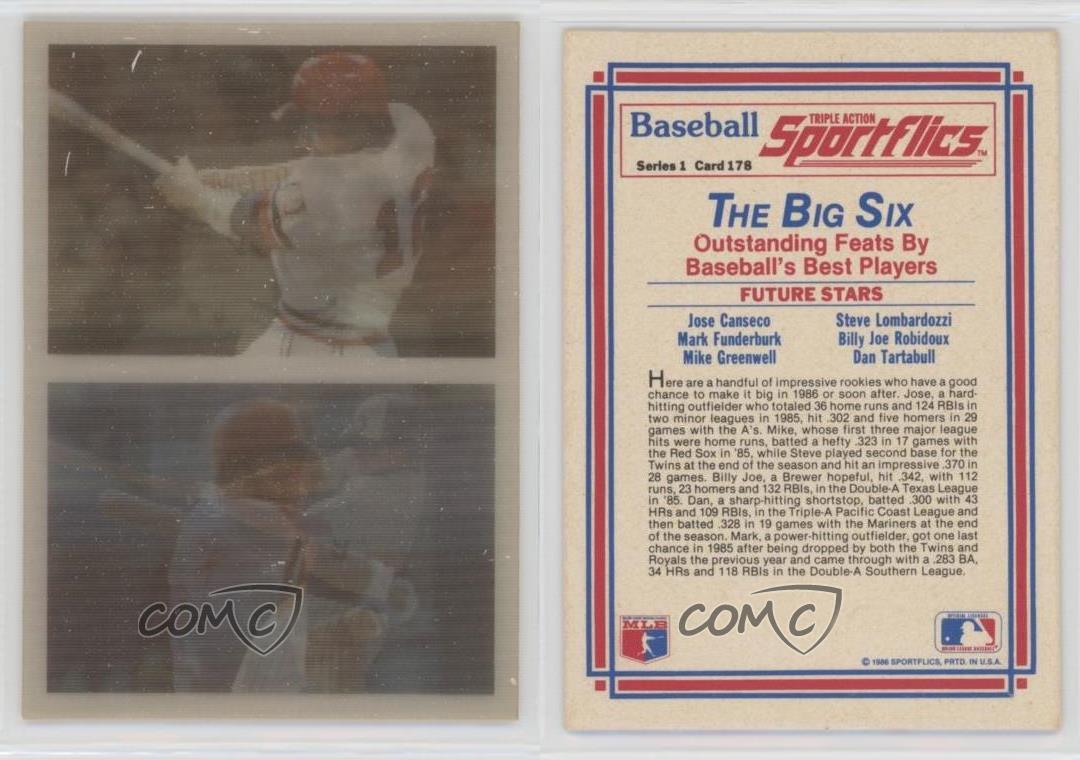 COMC
Baseball
TRIPLE ACTION
Sportflics™
Series 1 Card 178
THE BIG SIX
Outstanding Feats By
Baseball's Best Players
FUTURE STARS
Jose Canseco
Mark Funderburk
Mike Greenwell
Steve Lombardozzi
Billy Joe Robidoux
Dan Tartabull
Here are a handful of impressive rookies who have a good
chance to make it big in 1986 or soon after. Jose, a hard-
hitting outfielder who totaled 36 home runs and 124 RBIs in
two minor leagues in 1985, hit .302 and five homers in 29
games with the A's. Mike, whose first three major league
hits were home runs, batted a hefty .323 in 17 games with
the Red Sox in '85, while Steve played second base for the
Twins at the end of the season and hit an impressive .370 in
28 games. Billy Joe, a Brewer hopeful, hit .342, with 112
runs, 23 homers and 132 RBIs, in the Double-A Texas League
in '85. Dan, a sharp-hitting shortstop, batted .300 with 43
HRs and 109 RBIs, in the Triple-A Pacific Coast League and
then batted .328 in 19 games with the Mariners at the end
of the season. Mark, a power-hitting outfielder, got one last
chance in 1985 after being dropped by both the Twins and
Royals the previous year and came through with a .283 BA,
34 HRs and 118 RBIs in the Double-A Southern League.
COMC
MLB
OFFICIAL LICENSEE
MAJOR LEAGUE BASEBALL
© 1986 SPORTFLICS, PRTD. IN U.S.A.